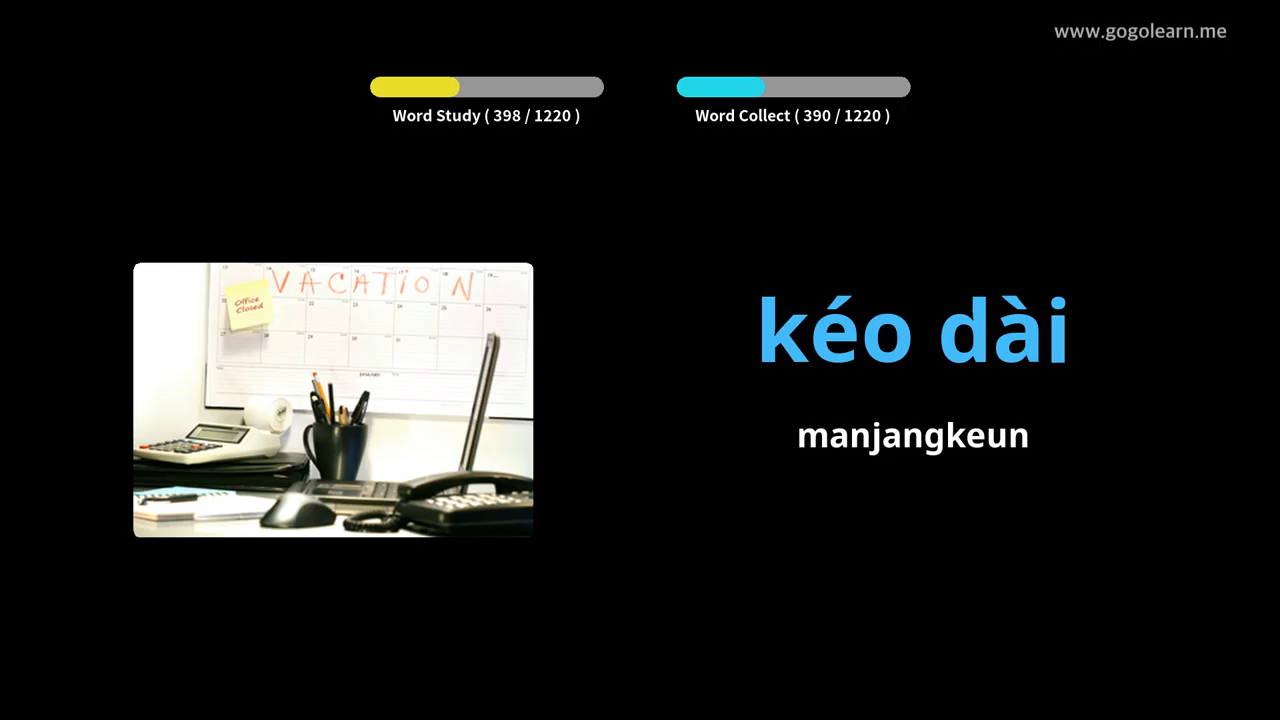 www.gogolearn.me
Word Study ( 398 / 1220 )
Word Collect ( 390 / 1220 )
VACATION
Office
Closed
kéo dài
manjangkeun